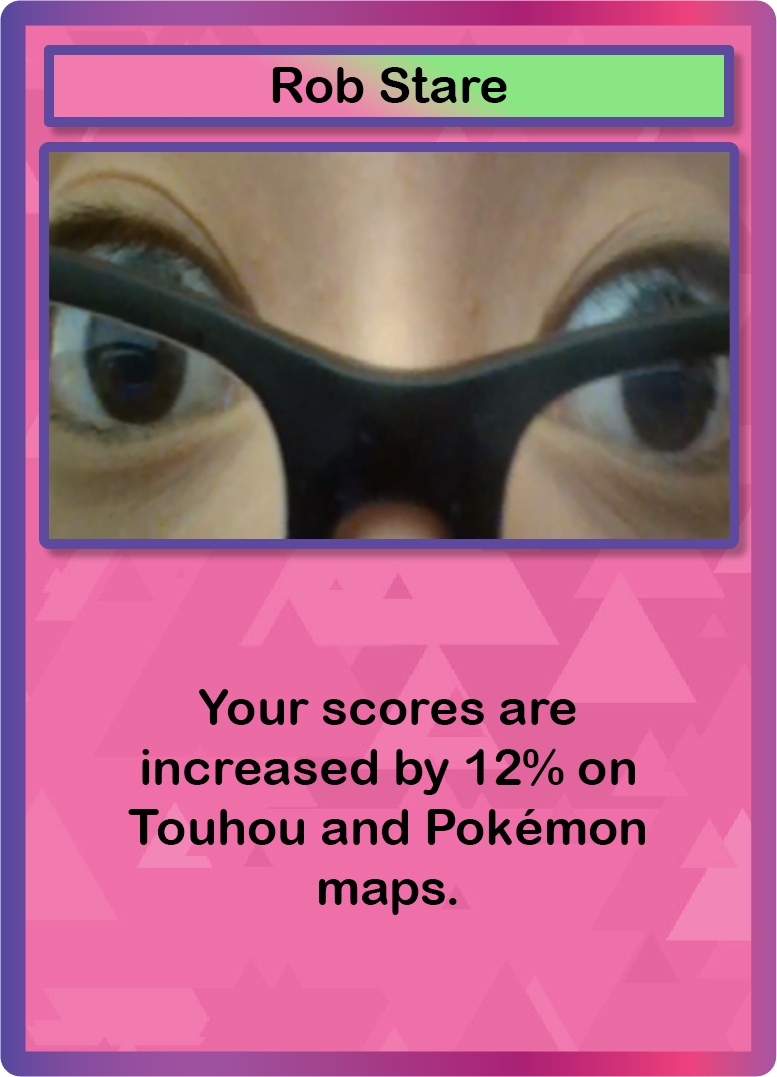 Rob Stare
Your scores are
increased by 12% on
Touhou and Pokémon
maps.